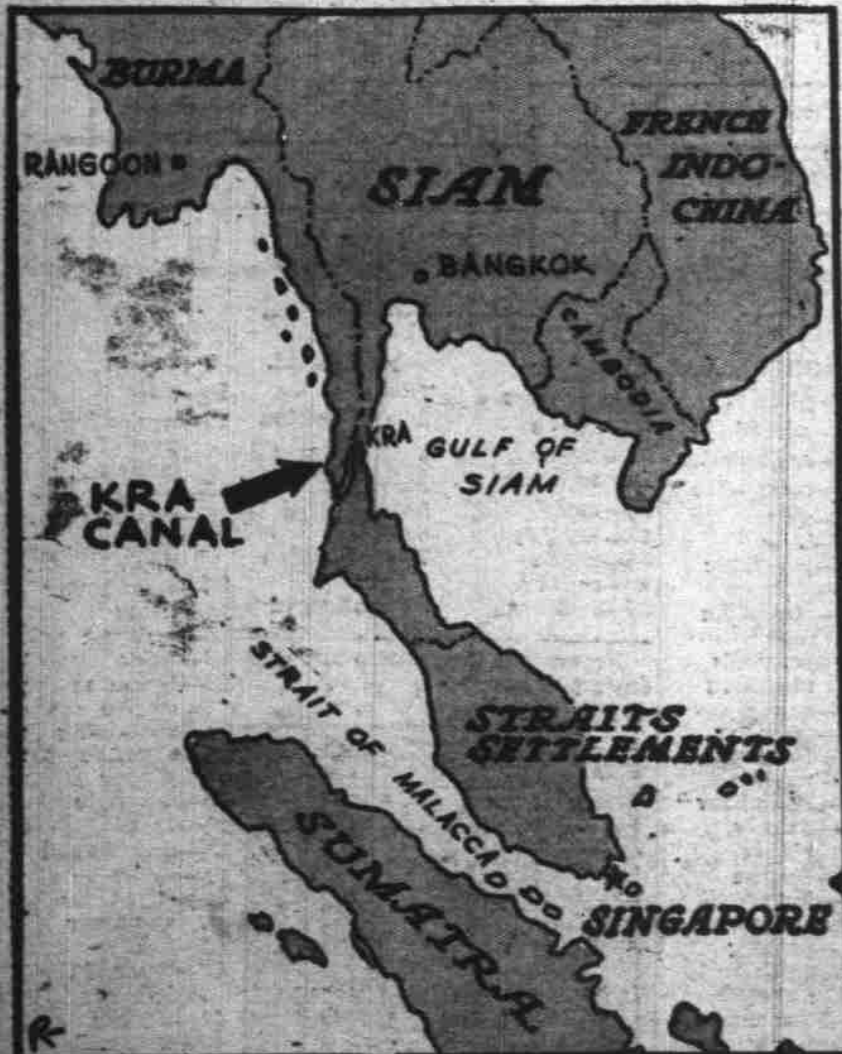 BURMA
RANGOON
SIAM
FRENCH
INDO-
CHINA
BANGKOK
CAMBODIA
KRA
GULF OF
SIAM
KRA
CANAL
STRAIT OF MALACCA
STRAITS
SETTLEMENTS
SUMATRA
SINGAPORE
R